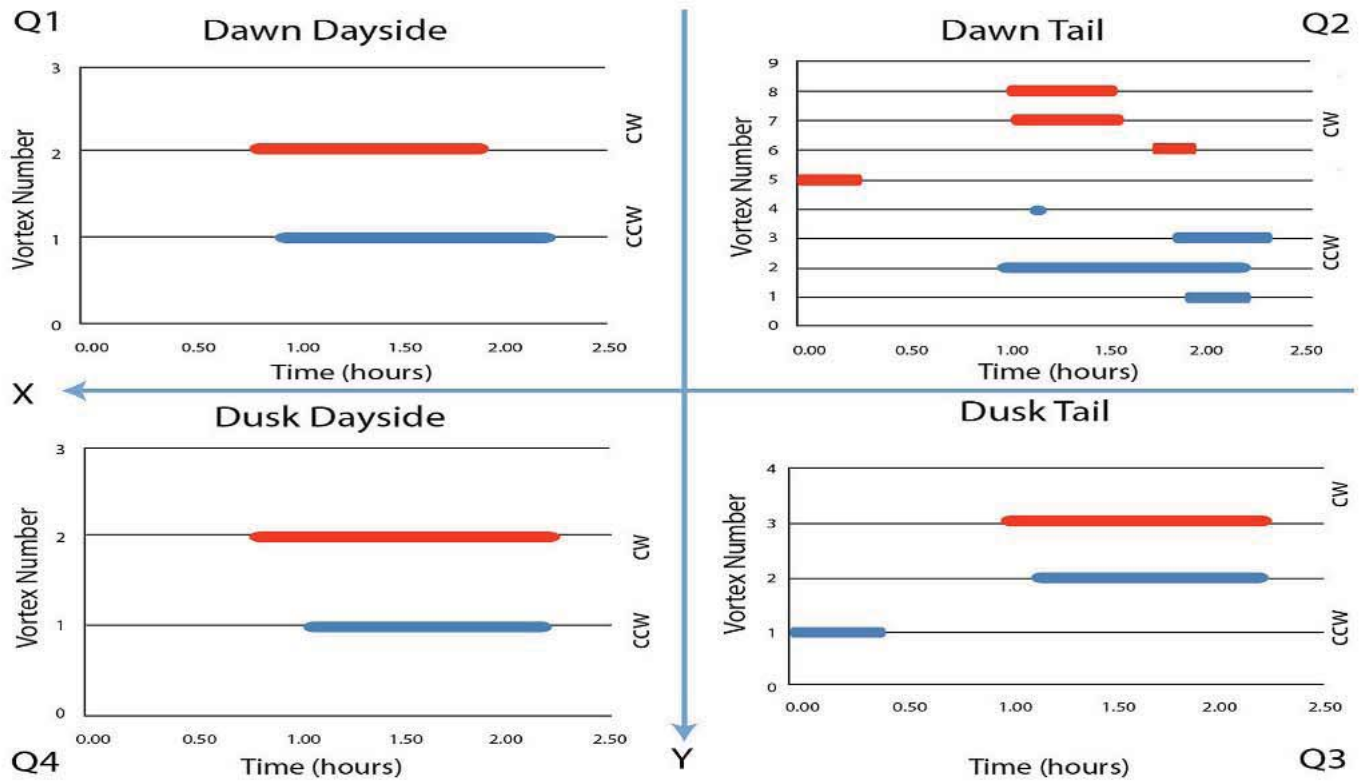 Q1
Dawn Dayside
3
2
1
0
Vortex Number
CW
CCW
0.00 0.50 1.00 1.50 2.00 2.50
Time (hours)
Dawn Tail
Q2
9
8
7
6
5
4
3
2
1
0
Vortex Number
CW
CCW
0.00 0.50 1.00 1.50 2.00 2.50
Time (hours)
X
Dusk Dayside
3
2
1
0
Vortex Number
CW
CCW
0.00 0.50 1.00 1.50 2.00 2.50
Time (hours)
Q4
Dusk Tail
4
3
2
1
0
Vortex Number
CW
CCW
0.00 0.50 1.00 1.50 2.00 2.50
Time (hours)
Y
Q3